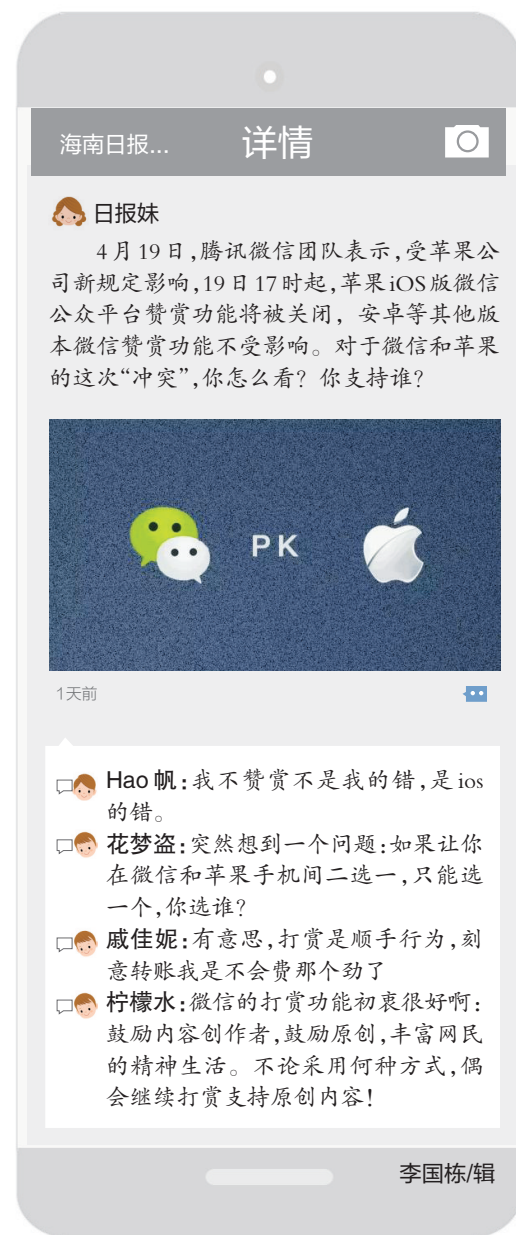 海南日报...
详情
日报妹
4月19日,腾讯微信团队表示,受苹果公
司新规定影响,19日17时起,苹果iOS版微信
公众平台赞赏功能将被关闭，安卓等其他版
本微信赞赏功能不受影响。对于微信和苹果
的这次“冲突”,你怎么看？你支持谁？
PK
1天前
Hao帆:我不赞赏不是我的错,是ios
的错。
花梦盗:突然想到一个问题:如果让你
在微信和苹果手机间二选一,只能选
一个,你选谁？
戚佳妮:有意思,打赏是顺手行为,刻
意转账我是不会费那个劲了
柠檬水:微信的打赏功能初衷很好啊:
鼓励内容创作者,鼓励原创,丰富网民
的精神生活。不论采用何种方式,偶
会继续打赏支持原创内容！
李国栋/辑